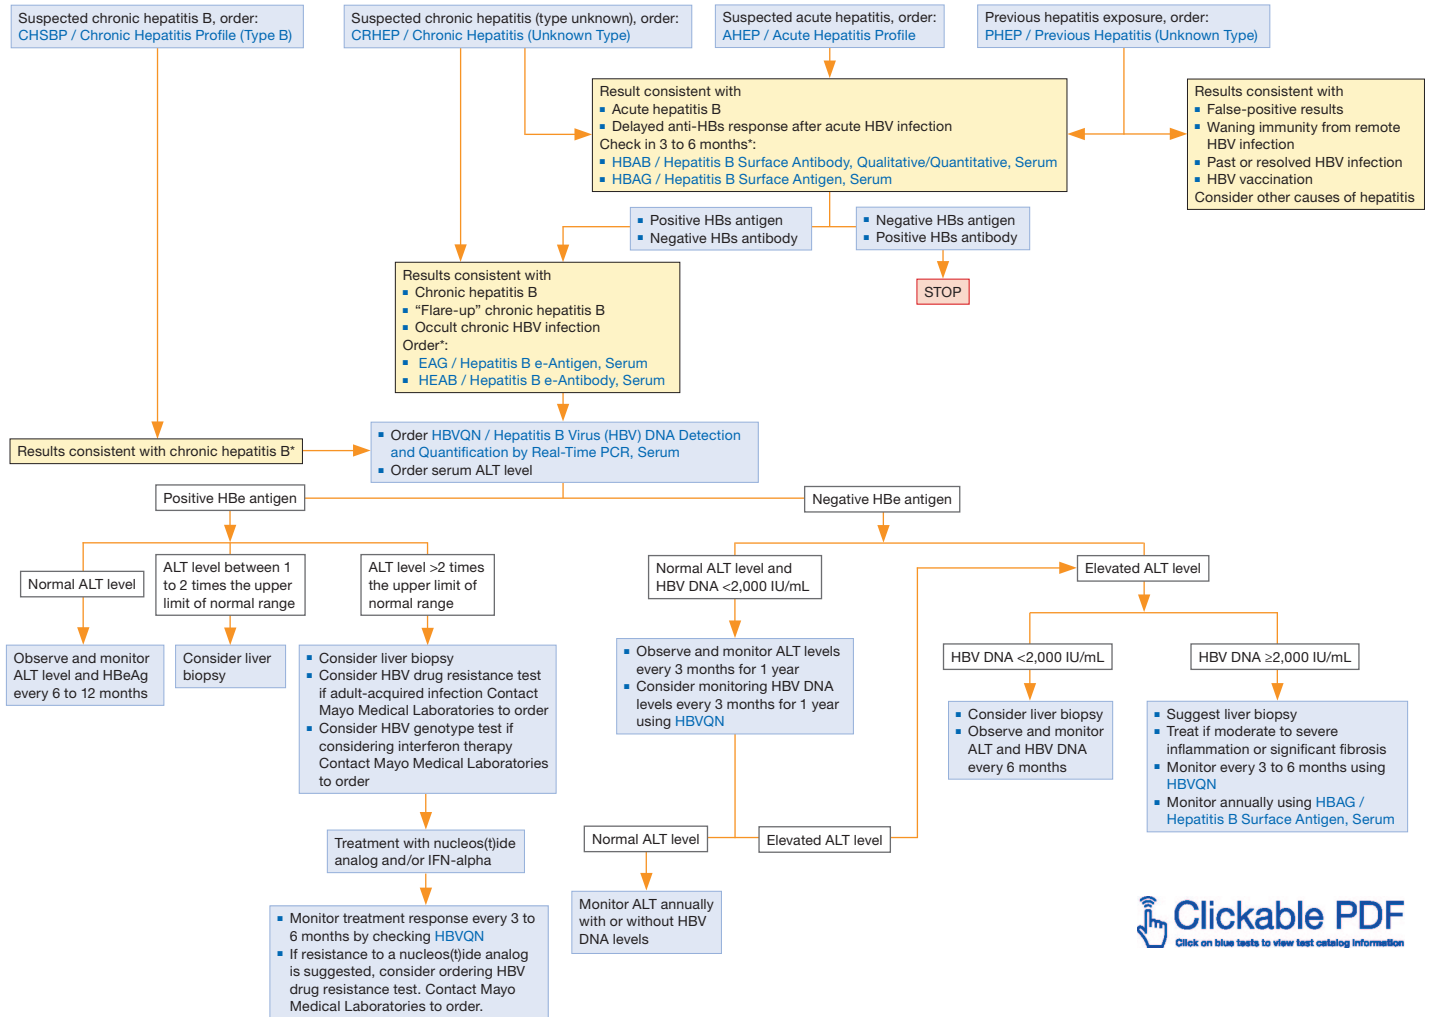 Suspected chronic hepatitis B, order:
CHSBP / Chronic Hepatitis Profile (Type B)
Suspected chronic hepatitis (type unknown), order:
CRHEP / Chronic Hepatitis (Unknown Type)
Suspected acute hepatitis, order:
AHEP / Acute Hepatitis Profile
Previous hepatitis exposure, order:
PHEP / Previous Hepatitis (Unknown Type)
Result consistent with
▪ Acute hepatitis B
▪ Delayed anti-HBs response after acute HBV infection
Check in 3 to 6 months*:
▪ HBAB / Hepatitis B Surface Antibody, Qualitative/Quantitative, Serum
▪ HBAG / Hepatitis B Surface Antigen, Serum
Results consistent with
▪ False-positive results
▪ Waning immunity from remote
HBV infection
▪ Past or resolved HBV infection
▪ HBV vaccination
Consider other causes of hepatitis
▪ Positive HBs antigen
▪ Negative HBs antibody
▪ Negative HBs antigen
▪ Positive HBs antibody
STOP
Results consistent with
▪ Chronic hepatitis B
▪ “Flare-up” chronic hepatitis B
▪ Occult chronic HBV infection
Order*:
▪ EAG / Hepatitis B e-Antigen, Serum
▪ HEAB / Hepatitis B e-Antibody, Serum
Results consistent with chronic hepatitis B*
▪ Order HBVQN / Hepatitis B Virus (HBV) DNA Detection
and Quantification by Real-Time PCR, Serum
▪ Order serum ALT level
Positive HBe antigen
Negative HBe antigen
Normal ALT level
ALT level between 1
to 2 times the upper
limit of normal range
ALT level >2 times
the upper limit of
normal range
Normal ALT level and
HBV DNA <2,000 IU/mL
Elevated ALT level
Observe and monitor
ALT level and HBeAg
every 6 to 12 months
Consider liver
biopsy
▪ Consider liver biopsy
▪ Consider HBV drug resistance test
if adult-acquired infection Contact
Mayo Medical Laboratories to order
▪ Consider HBV genotype test if
considering interferon therapy
Contact Mayo Medical Laboratories
to order
▪ Observe and monitor ALT levels
every 3 months for 1 year
▪ Consider monitoring HBV DNA
levels every 3 months for 1 year
using HBVQN
HBV DNA <2,000 IU/mL
HBV DNA ≥2,000 IU/mL
▪ Consider liver biopsy
▪ Observe and monitor
ALT and HBV DNA
every 6 months
▪ Suggest liver biopsy
▪ Treat if moderate to severe
inflammation or significant fibrosis
▪ Monitor every 3 to 6 months using
HBVQN
▪ Monitor annually using HBAG /
Hepatitis B Surface Antigen, Serum
Treatment with nucleos(t)ide
analog and/or IFN-alpha
Normal ALT level
Elevated ALT level
▪ Monitor treatment response every 3 to
6 months by checking HBVQN
▪ If resistance to a nucleos(t)ide analog
is suggested, consider ordering HBV
drug resistance test. Contact Mayo
Medical Laboratories to order.
Monitor ALT annually
with or without HBV
DNA levels
Clickable PDF
Click on blue tests to view test catalog information